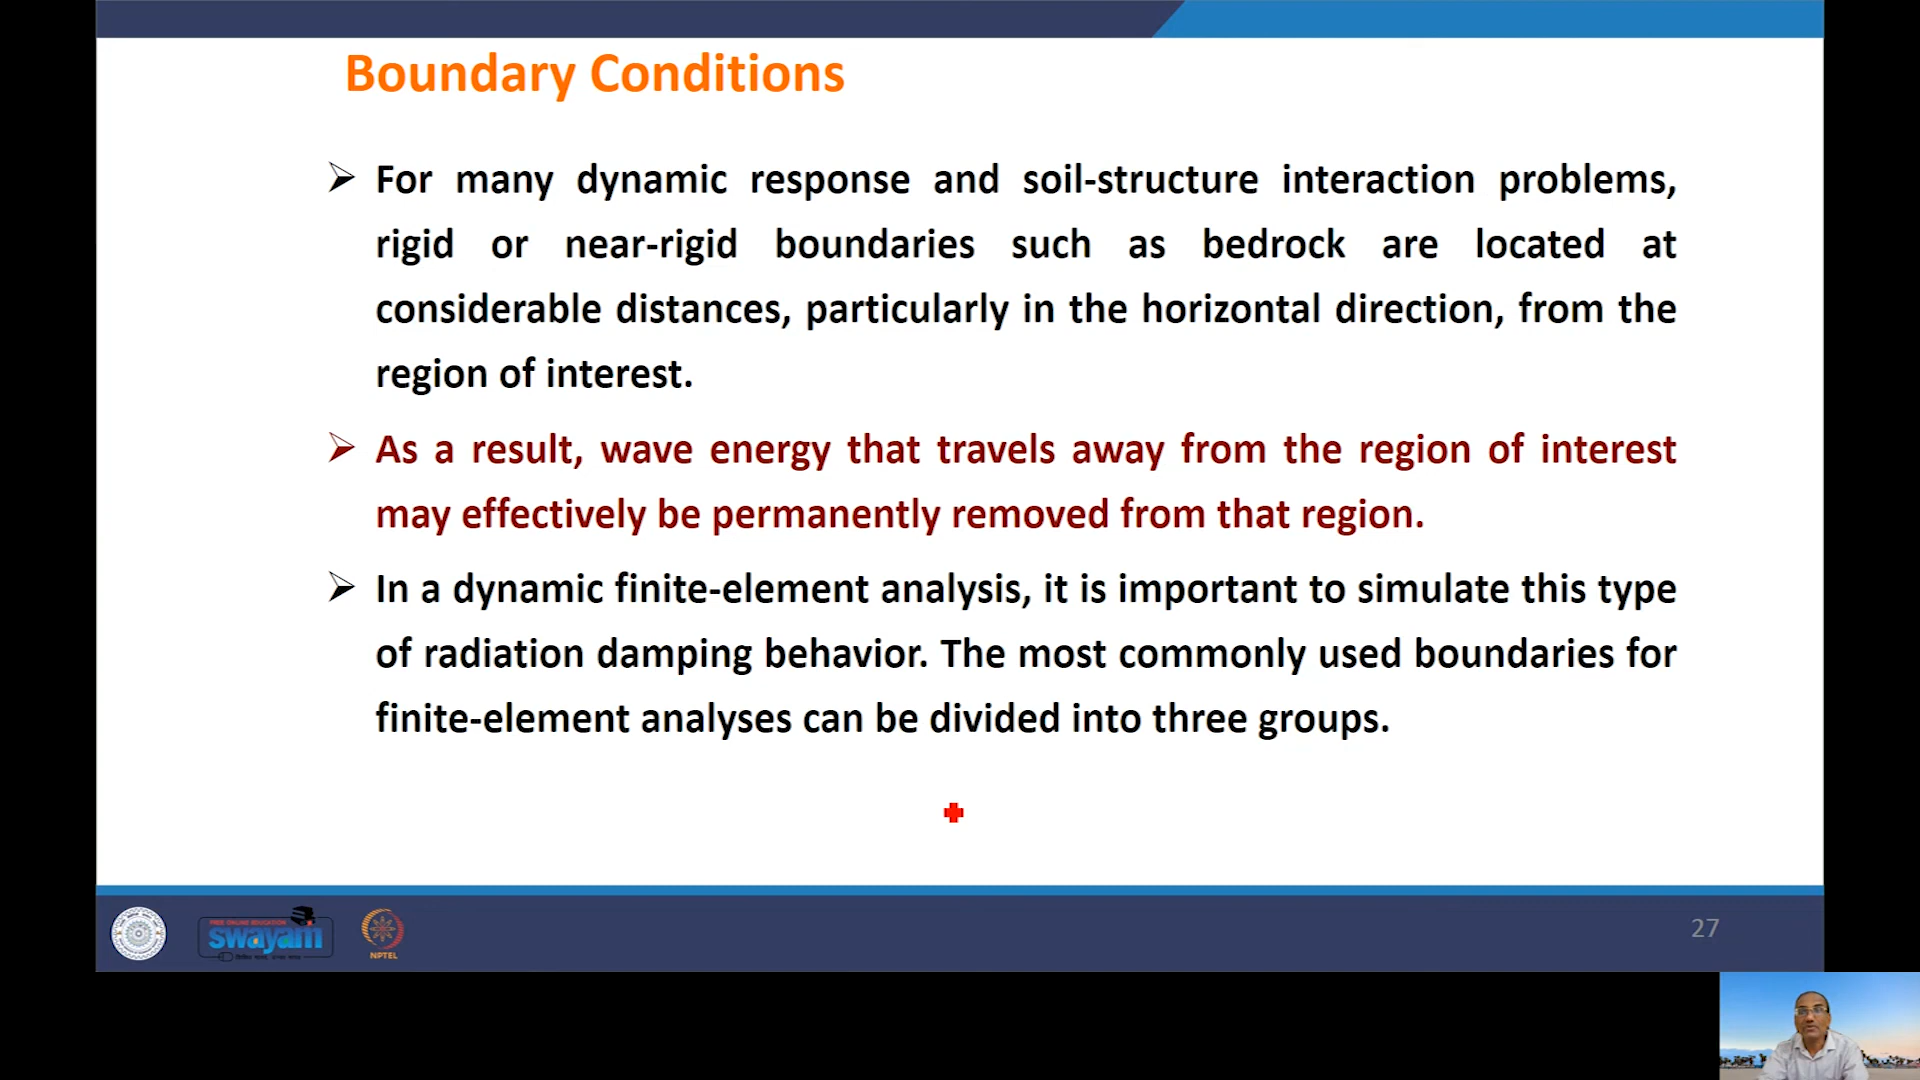 Boundary Conditions
For many dynamic response and soil-structure interaction problems,
rigid or near-rigid boundaries such as bedrock are located at
considerable distances, particularly in the horizontal direction, from the
region of interest.
As a result, wave energy that travels away from the region of interest
may effectively be permanently removed from that region.
In a dynamic finite-element analysis, it is important to simulate this type
of radiation damping behavior. The most commonly used boundaries for
finite-element analyses can be divided into three groups.
FREE ONLINE EDUCATION
swayam
NPTEL
27